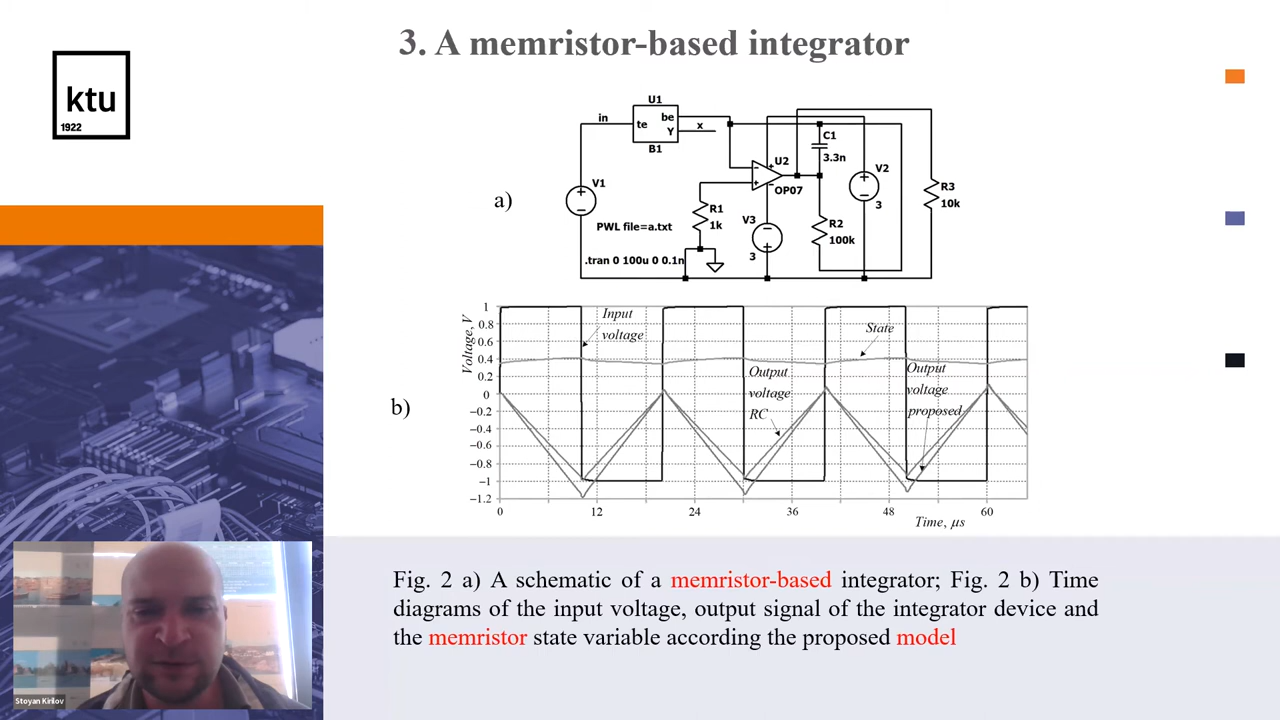 3. A memristor-based integrator
ktu
1922
a)
U1
in
te
be
Y
x
B1
V1
PWL file=a.txt
.tran 0 100u 0 0.1n
R1
1k
U2
OP07
V3
3
C1
3.3n
R2
100k
V2
3
R3
10k
b)
Voltage, V
1
0.8
0.6
0.4
0.2
0
−0.2
−0.4
−0.6
−0.8
−1
−1.2
Input
voltage
Output
voltage
RC
State
Output
voltage
proposed
0 12 24 36 48 60
Time, μs
Fig. 2 a) A schematic of a memristor-based integrator; Fig. 2 b) Time
diagrams of the input voltage, output signal of the integrator device and
the memristor state variable according the proposed model
Stoyan Kirilov